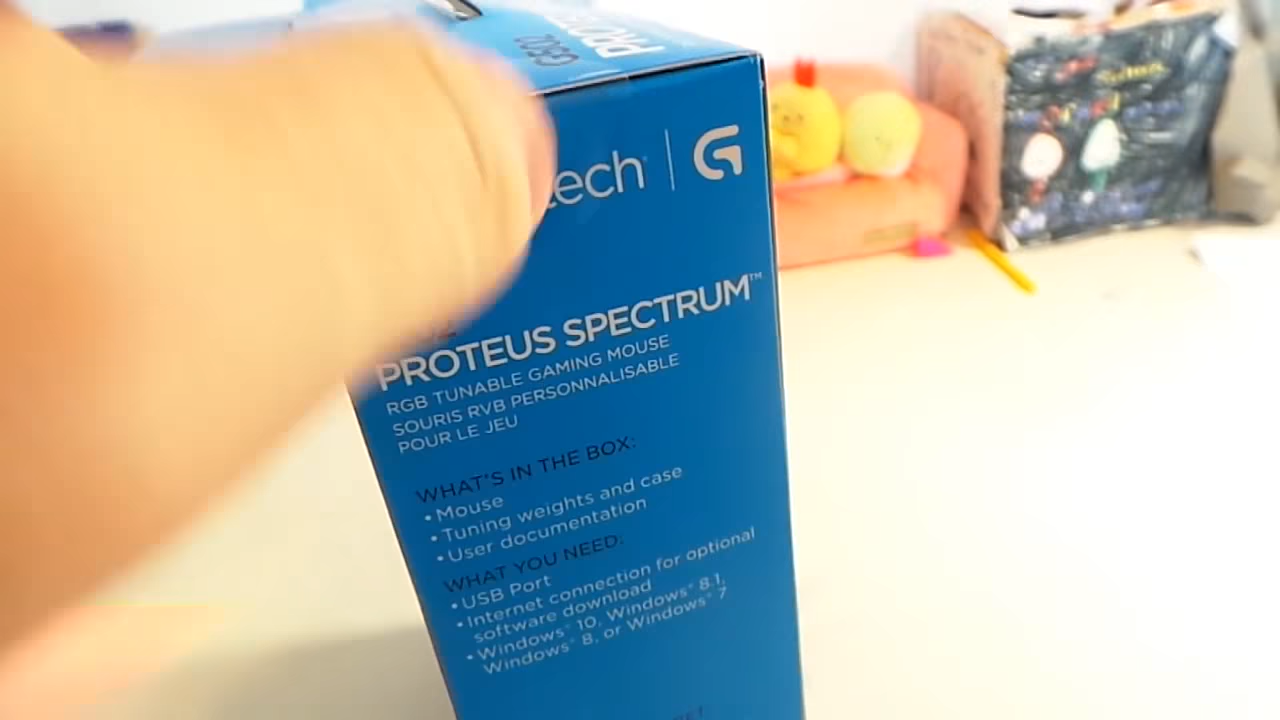 G502
PRO
tech
PROTEUS SPECTRUM™
RGB TUNABLE GAMING MOUSE
SOURIS RVB PERSONNALISABLE
POUR LE JEU
WHAT'S IN THE BOX:
• Mouse
• Tuning weights and case
• User documentation
WHAT YOU NEED:
• USB Port
• Internet connection for optional
software download
• Windows® 10, Windows® 8.1,
Windows® 8, or Windows® 7